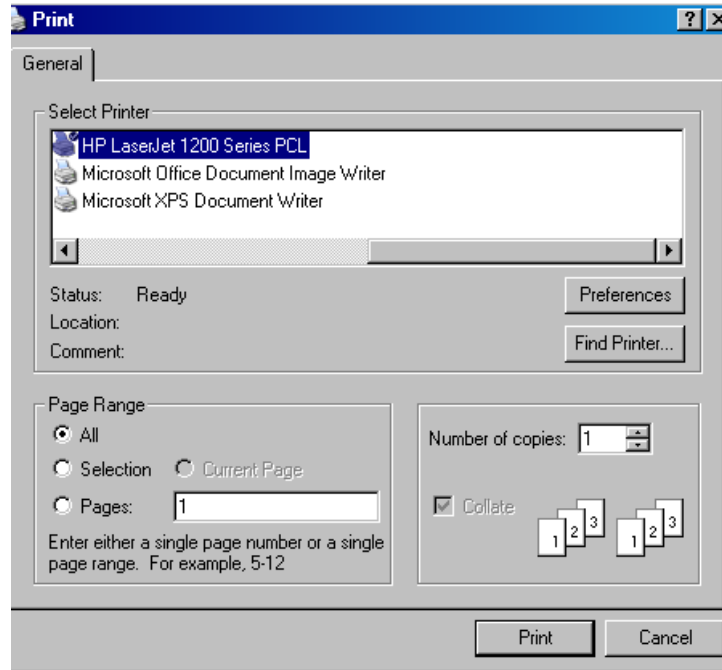 Print
General
Select Printer
HP LaserJet 1200 Series PCL
Microsoft Office Document Image Writer
Microsoft XPS Document Writer
Status: Ready
Location:
Comment:
Preferences
Find Printer...
Page Range
All
Selection Current Page
Pages: 1
Enter either a single page number or a single
page range. For example, 5-12
Number of copies: 1
Collate
1 2 3 1 2 3
Print Cancel